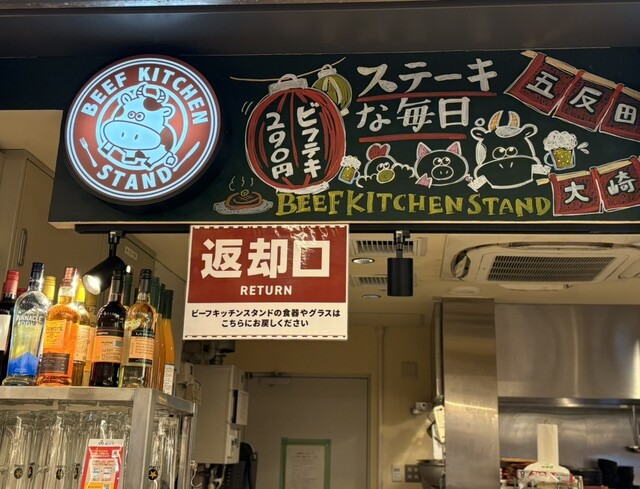 BEEF KITCHEN
STAND
ビフテキ
290円
ステーキ
な毎日
五反田
大崎
BEEF KITCHEN STAND
返却口
RETURN
ビーフキッチンスタンドの食器やグラスは
こちらにお戻しください
PINNACLE
VODKA